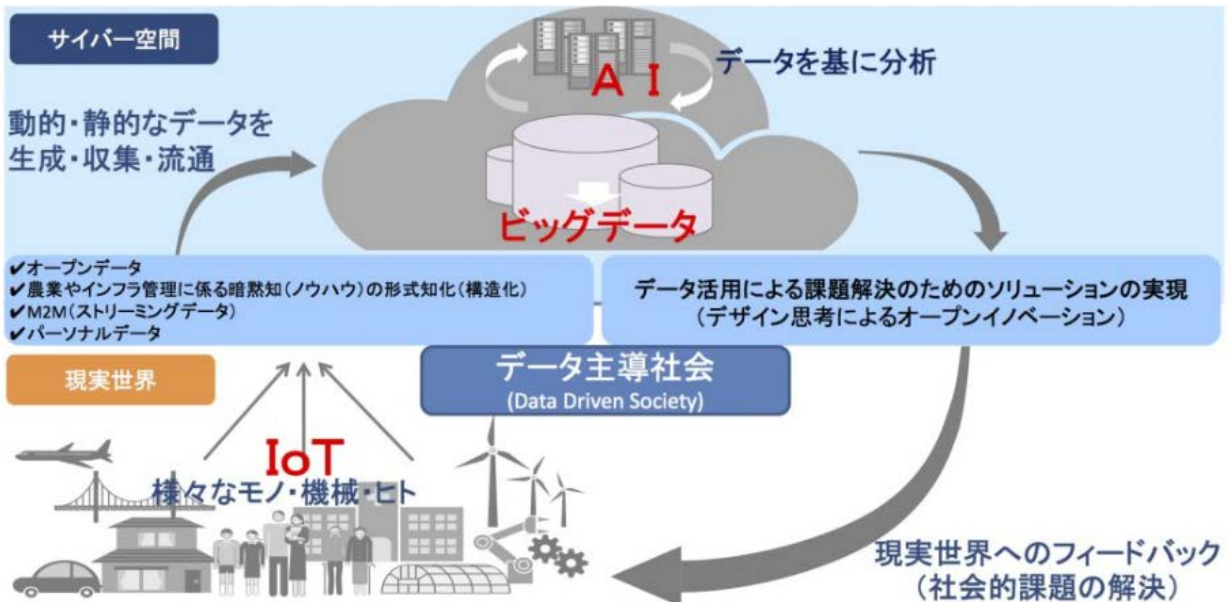 サイバー空間
AI
データを基に分析
動的・静的なデータを
生成・収集・流通
ビッグデータ
✔オープンデータ
✔農業やインフラ管理に係る暗黙知(ノウハウ)の形式知化(構造化)
✔M2M(ストリーミングデータ)
✔パーソナルデータ
データ活用による課題解決のためのソリューションの実現
(デザイン思考によるオープンイノベーション)
データ主導社会
(Data Driven Society)
現実世界
IoT
様々なモノ・機械・ヒト
現実世界へのフィードバック
(社会的課題の解決)